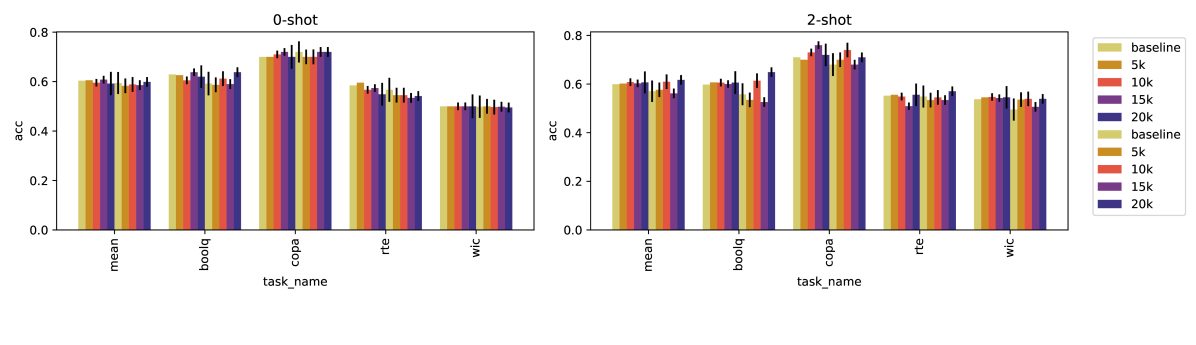 0-shot
0.8
0.6
0.4
0.2
0.0
acc
mean
boolq
copa
rte
wic
task_name
2-shot
0.8
0.6
0.4
0.2
0.0
acc
mean
boolq
copa
rte
wic
task_name
baseline
5k
10k
15k
20k
baseline
5k
10k
15k
20k